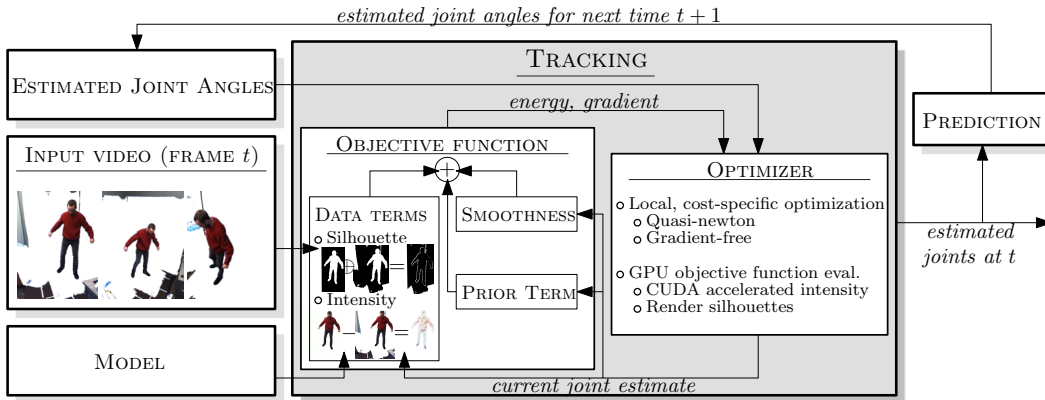 estimated joint angles for next time t + 1
ESTIMATED JOINT ANGLES
TRACKING
energy, gradient
PREDICTION
INPUT VIDEO (FRAME t)
OBJECTIVE FUNCTION
+
OPTIMIZER
Local, cost-specific optimization
Quasi-newton
Gradient-free
GPU objective function eval.
CUDA accelerated intensity
Render silhouettes
DATA TERMS
Silhouette
⊕ =
Intensity
− =
SMOOTHNESS
PRIOR TERM
estimated
joints at t
MODEL
current joint estimate